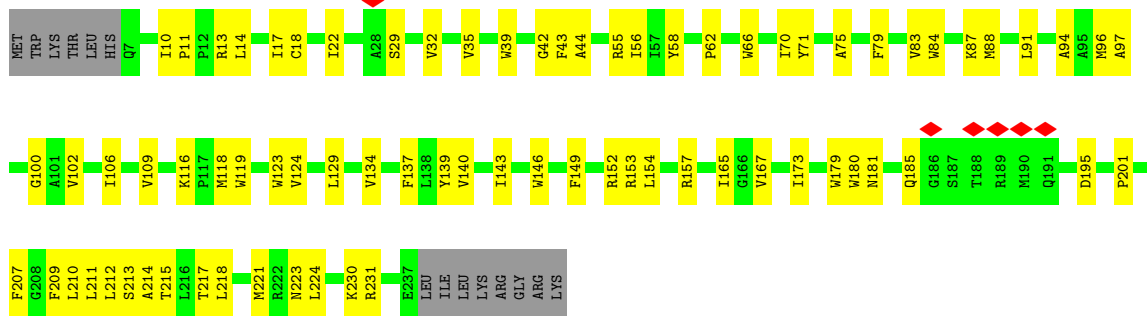 MET TRP LYS THR LEU HIS Q7 I10 P11 P12 R13 L14 I17 C18 I22 A28 S29 V32 V35 W39 G42 F43 A44 R55 I56 I57 Y58 P62 W66 I70 Y71 A75 F79 V83 W84 K87 M88 L91 A94 A95 M96 A97
G100 A101 V102 I106 V109 K116 P117 M118 W119 W123 V124 L129 V134 F137 L138 Y139 V140 I143 W146 F149 R152 R153 L154 R157 I165 G166 V167 I173 W179 W180 N181 Q185 G186 S187 T188 R189 M190 Q191 D195 P201
F207 G208 F209 L210 L211 L212 S213 A214 T215 L216 T217 L218 M221 R222 N223 L224 K230 R231 E237 LEU ILE LEU LYS ARG GLY ARG LYS